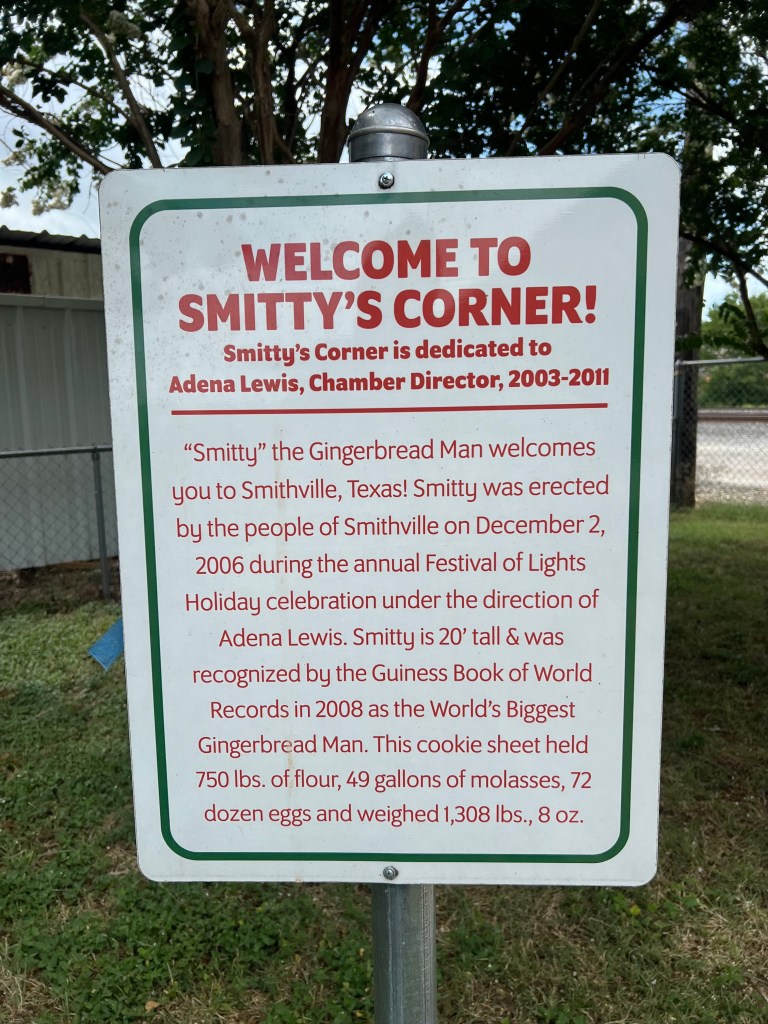 WELCOME TO
SMITTY'S CORNER!
Smitty's Corner is dedicated to
Adena Lewis, Chamber Director, 2003-2011
"Smitty" the Gingerbread Man welcomes
you to Smithville, Texas! Smitty was erected
by the people of Smithville on December 2,
2006 during the annual Festival of Lights
Holiday celebration under the direction of
Adena Lewis. Smitty is 20' tall & was
recognized by the Guiness Book of World
Records in 2008 as the World's Biggest
Gingerbread Man. This cookie sheet held
750 lbs. of flour, 49 gallons of molasses, 72
dozen eggs and weighed 1,308 lbs., 8 oz.